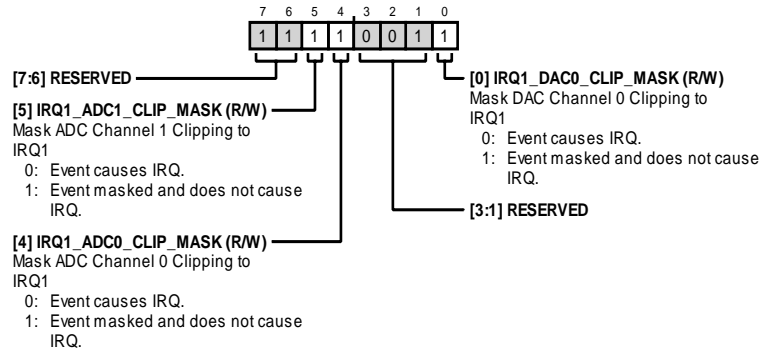 7 6 5 4 3 2 1 0
1 1 1 1 0 0 1 1
[7:6] RESERVED
[5] IRQ1_ADC1_CLIP_MASK (R/W)
Mask ADC Channel 1 Clipping to
IRQ1
0: Event causes IRQ.
1: Event masked and does not cause
IRQ.
[4] IRQ1_ADC0_CLIP_MASK (R/W)
Mask ADC Channel 0 Clipping to
IRQ1
0: Event causes IRQ.
1: Event masked and does not cause
IRQ.
[0] IRQ1_DAC0_CLIP_MASK (R/W)
Mask DAC Channel 0 Clipping to
IRQ1
0: Event causes IRQ.
1: Event masked and does not cause
IRQ.
[3:1] RESERVED